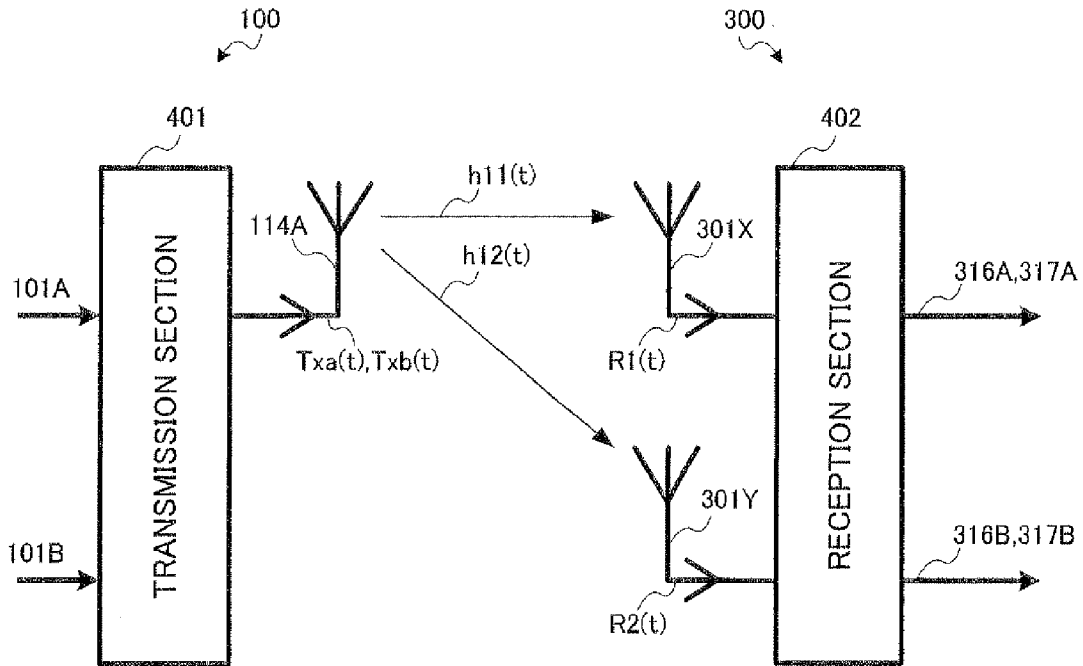 100
300
401
402
h11(t)
114A
h12(t)
301X
101A
316A,317A
TRANSMISSION SECTION
RECEPTION SECTION
Txa(t),Txb(t)
R1(t)
301Y
101B
316B,317B
R2(t)